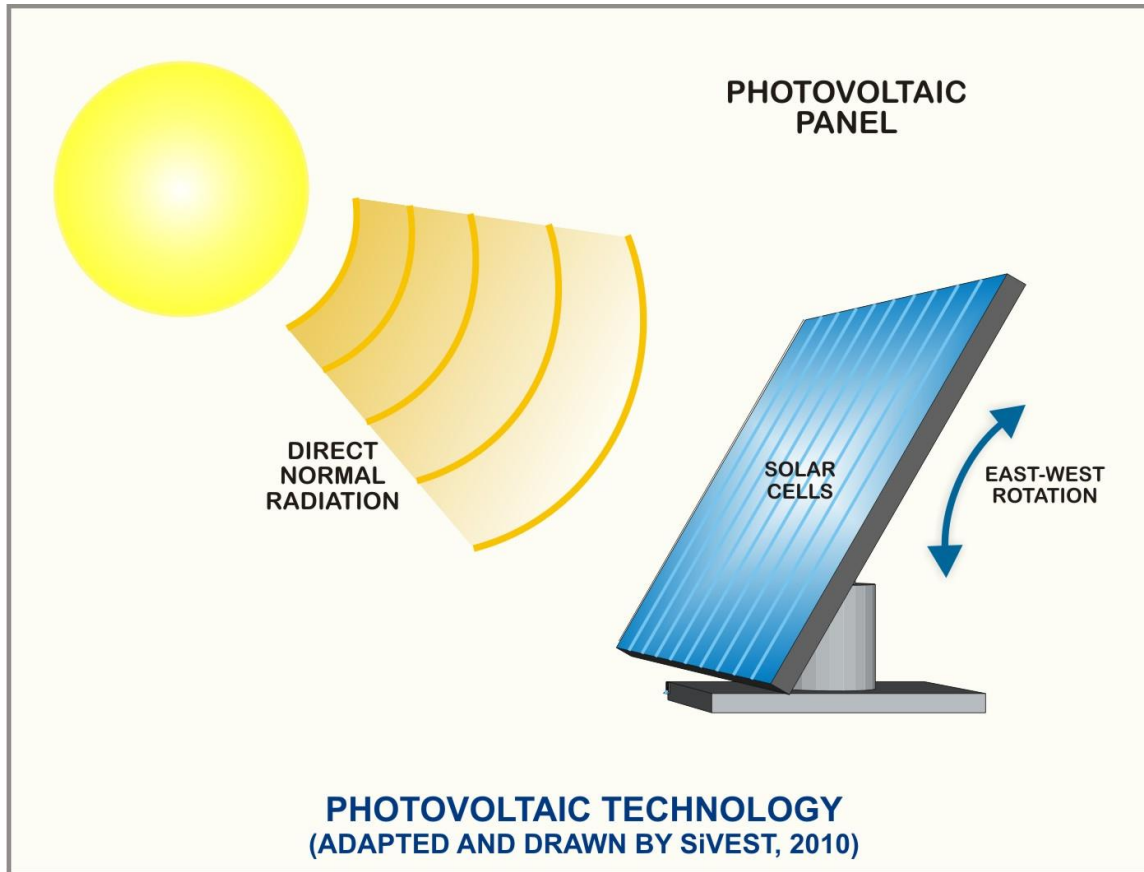 PHOTOVOLTAIC
PANEL
DIRECT
NORMAL
RADIATION
SOLAR
CELLS
EAST-WEST
ROTATION
PHOTOVOLTAIC TECHNOLOGY
(ADAPTED AND DRAWN BY SiVEST, 2010)